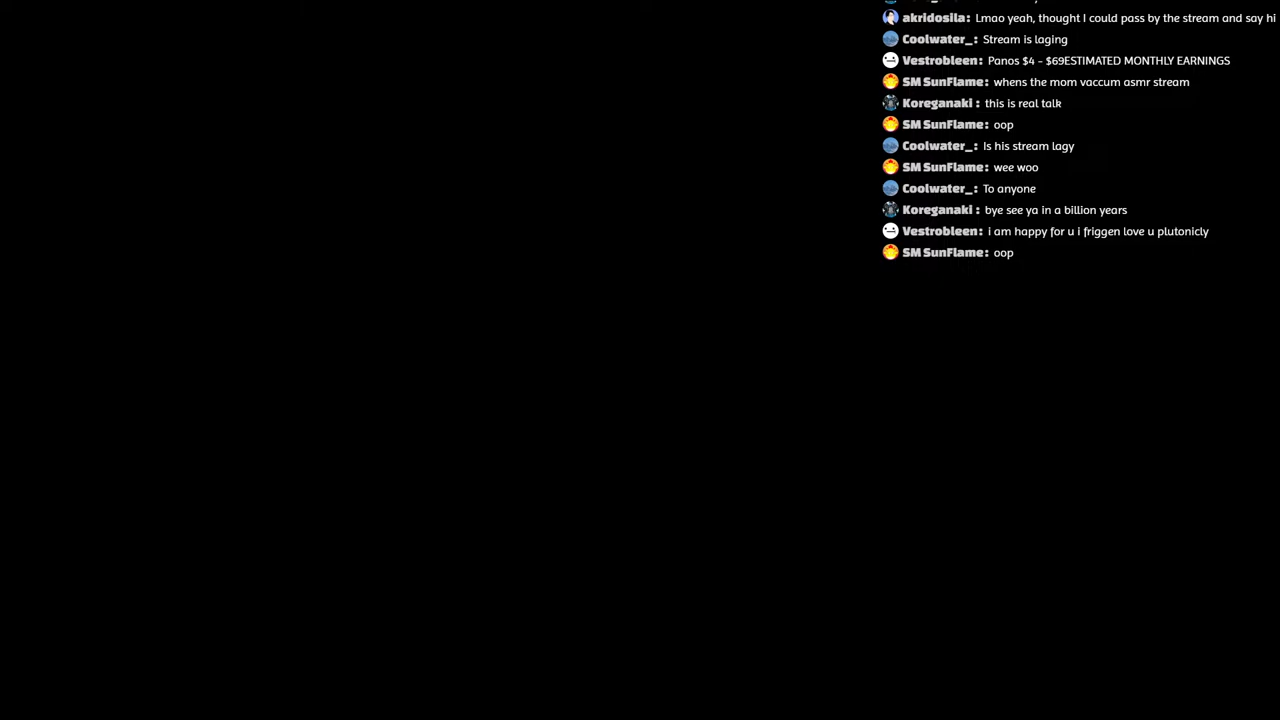 akridosila: Lmao yeah, thought I could pass by the stream and say hi
Coolwater_: Stream is laging
Vestrobleen: Panos $4 - $69ESTIMATED MONTHLY EARNINGS
SM SunFlame: whens the mom vaccum asmr stream
Koreganaki: this is real talk
SM SunFlame: oop
Coolwater_: Is his stream lagy
SM SunFlame: wee woo
Coolwater_: To anyone
Koreganaki: bye see ya in a billion years
Vestrobleen: i am happy for u i friggen love u plutonicly
SM SunFlame: oop